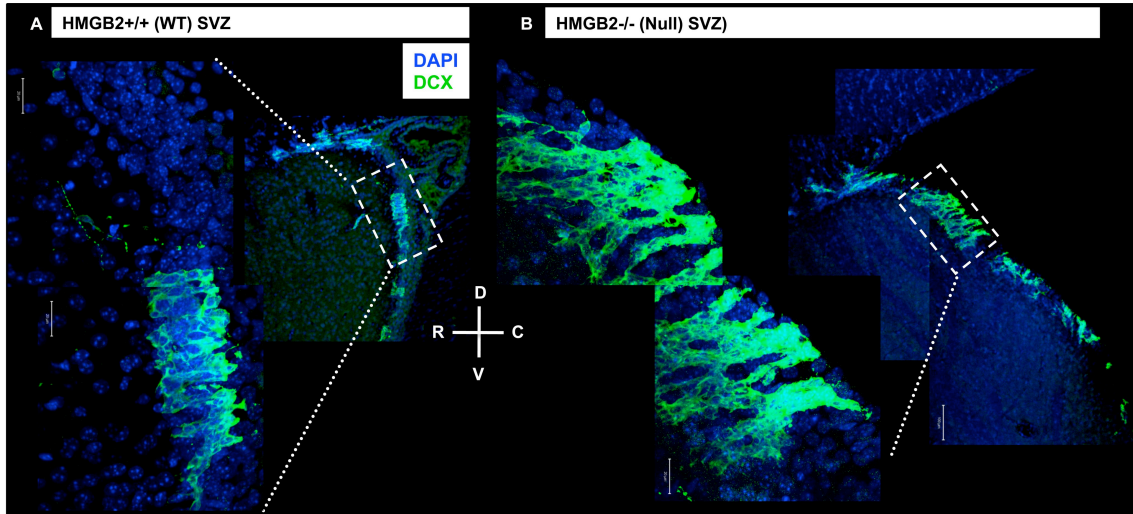 A HMGB2+/+ (WT) SVZ
DAPI
DCX
D
R C
V
B HMGB2-/- (Null) SVZ)